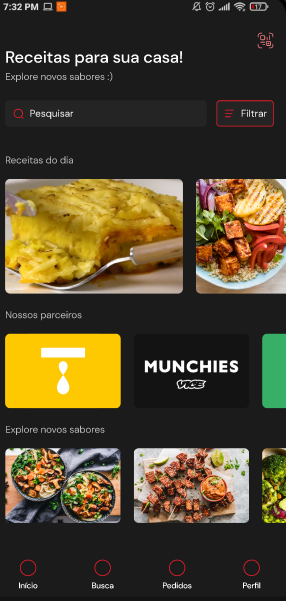 7:32 PM
17
Receitas para sua casa!
Explore novos sabores :)
Pesquisar
Filtrar
Receitas do dia
Nossos parceiros
MUNCHIES
VICE
Explore novos sabores
Início
Busca
Pedidos
Perfil